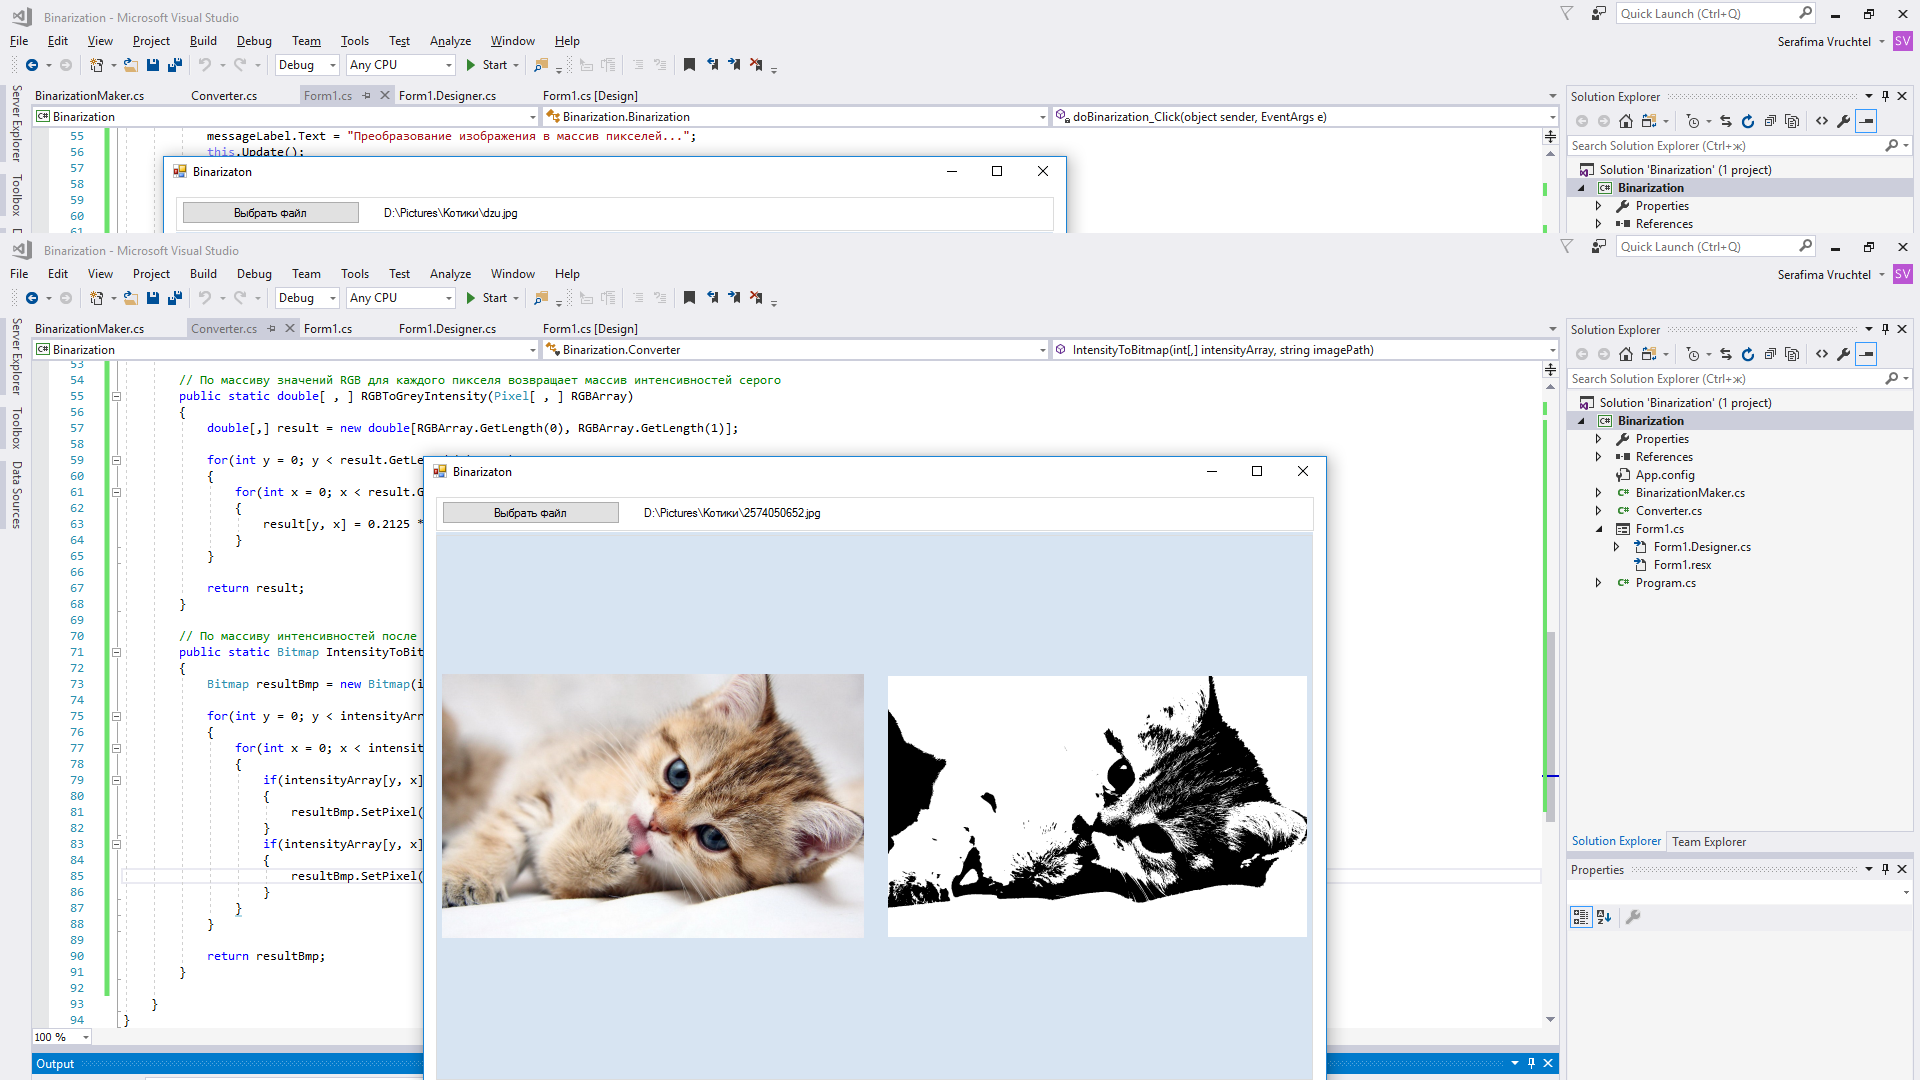 Binarization - Microsoft Visual Studio
Quick Launch (Ctrl+Q)
File Edit View Project Build Debug Team Tools Test Analyze Window Help
Serafima Vruchtel SV
Debug Any CPU Start
BinarizationMaker.cs Converter.cs Form1.cs Form1.Designer.cs Form1.cs [Design]
Solution Explorer
Binarization Binarization.Binarization doBinarization_Click(object sender, EventArgs e)
Server Explorer
Toolbox
55 messageLabel.Text = "Преобразование изображения в массив пикселей...";
56 this.Update();
57
58
59
60
61
Search Solution Explorer (Ctrl+ж)
Solution 'Binarization' (1 project)
Binarization
Properties
References
Binarizaton
Выбрать файл D:\Pictures\Котики\dzu.jpg
Binarization - Microsoft Visual Studio
Quick Launch (Ctrl+Q)
File Edit View Project Build Debug Team Tools Test Analyze Window Help
Serafima Vruchtel SV
Debug Any CPU Start
BinarizationMaker.cs Converter.cs Form1.cs Form1.Designer.cs Form1.cs [Design]
Binarization Binarization.Converter IntensityToBitmap(int[,] intensityArray, string imagePath)
Server Explorer
Toolbox
Data Sources
53
54 // По массиву значений RGB для каждого пикселя возвращает массив интенсивностей серого
55 public static double[ , ] RGBToGreyIntensity(Pixel[ , ] RGBArray)
56 {
57 double[,] result = new double[RGBArray.GetLength(0), RGBArray.GetLength(1)];
58
59 for(int y = 0; y < result.GetLe
60 {
61 for(int x = 0; x < result.G
62 {
63 result[y, x] = 0.2125 *
64 }
65 }
66
67 return result;
68 }
69
70 // По массиву интенсивностей после
71 public static Bitmap IntensityToBit
72 {
73 Bitmap resultBmp = new Bitmap(i
74
75 for(int y = 0; y < intensityArr
76 {
77 for(int x = 0; x < intensit
78 {
79 if(intensityArray[y, x]
80 {
81 resultBmp.SetPixel(
82 }
83 if(intensityArray[y, x]
84 {
85 resultBmp.SetPixel(
86 }
87 }
88 }
89
90 return resultBmp;
91 }
92
93 }
94 }
100 %
Output
Binarizaton
Выбрать файл D:\Pictures\Котики\2574050652.jpg
Solution Explorer
Search Solution Explorer (Ctrl+ж)
Solution 'Binarization' (1 project)
Binarization
Properties
References
App.config
BinarizationMaker.cs
Converter.cs
Form1.cs
Form1.Designer.cs
Form1.resx
Program.cs
Solution Explorer Team Explorer
Properties